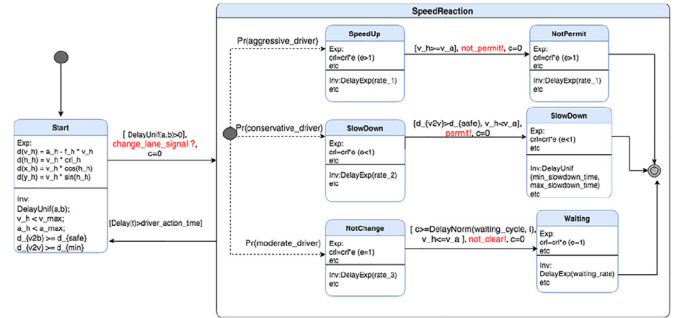 SpeedReaction
Start
Exp:
d(v_h) = a_h - f_h * v_h
d(h_h) = v_h * crl_h
d(x_h) = v_h * cos(h_h)
d(y_h) = v_h * sin(h_h)
Inv:
DelayUnif(a,b);
v_h < v_max;
a_h < a_max;
d_{v2b} >= d_{safe}
d_{v2v} >= d_{min}
[ DelayUnif(a,b)>0],
change_lane_signal ?,
c=0
[Delay(t)>driver_action_time]
Pr(aggressive_driver)
SpeedUp
Exp:
crl=crl*e (e>1)
etc
Inv:DelayExp(rate_1)
etc
[v_h>=v_a], not_permit!, c=0
NotPermit
Exp:
crl=crl*e (e>1)
etc
Inv:DelayExp(rate_1)
etc
Pr(conservative_driver)
SlowDown
Exp:
crl=crl*e (e<1)
etc
Inv:DelayExp(rate_2)
etc
[d_{v2v}>d_{safe}, v_h<v_a],
permit!, c=0
SlowDown
Exp:
crl=crl*e (e<1)
etc
Inv:DelayUnif
(min_slowdown_time,
max_slowdown_time)
etc
Pr(moderate_driver)
NotChange
Exp:
crl=crl*e (e=1)
etc
Inv:DelayExp(rate_3)
etc
[ c>=DelayNorm(waiting_cycle, i),
v_h<=v_a ], not_clear!, c=0
Waiting
Exp:
crl=crl*e (e=1)
etc
Inv:
DelayExp(waiting_rate)
etc